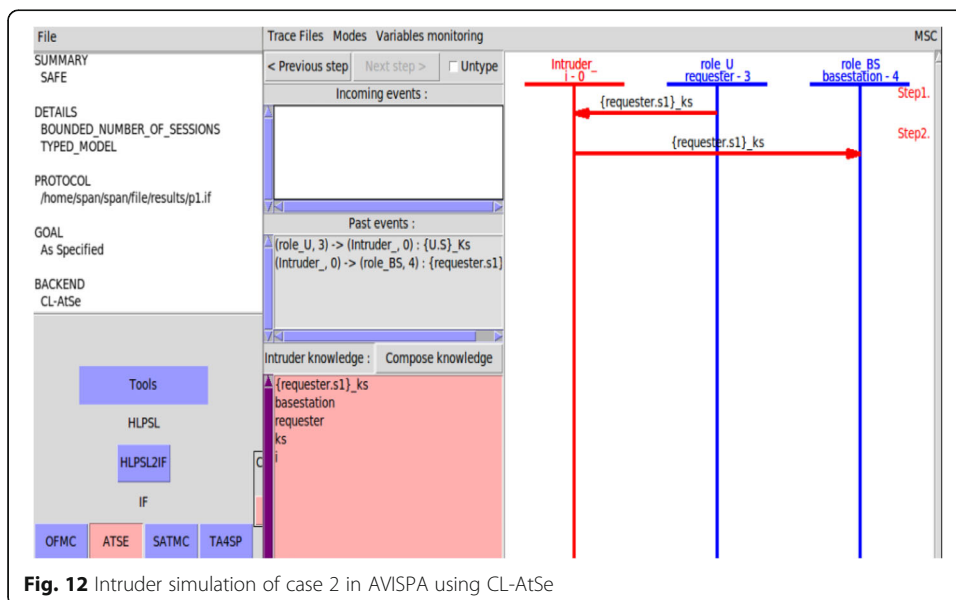 File
SUMMARY
SAFE
DETAILS
BOUNDED_NUMBER_OF_SESSIONS
TYPED_MODEL
PROTOCOL
/home/span/span/file/results/p1.if
GOAL
As Specified
BACKEND
CL-AtSe
Tools
HLPSL
HLPSL2IF
IF
OFMC ATSE SATMC TA4SP
C
Trace Files Modes Variables monitoring MSC
< Previous step Next step > Untype
Incoming events :
Past events :
(role_U, 3) -> (Intruder_, 0) : {U.S}_Ks
(Intruder_, 0) -> (role_BS, 4) : {requester.s1}
Intruder knowledge : Compose knowledge
{requester.s1}_ks
basestation
requester
ks
i
Intruder_ role_U role_BS
i - 0 requester - 3 basestation - 4
Step1.
{requester.s1}_ks
Step2.
{requester.s1}_ks
Fig. 12 Intruder simulation of case 2 in AVISPA using CL-AtSe